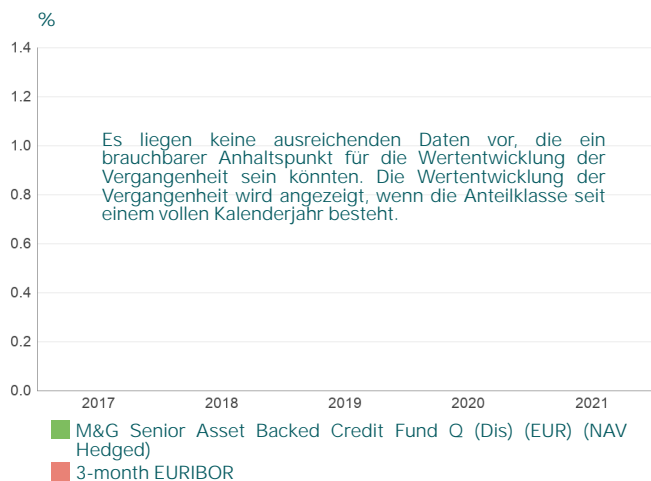 %
1.4
1.2
1.0
0.8
0.6
0.4
0.2
0.0
Es liegen keine ausreichenden Daten vor, die ein
brauchbarer Anhaltspunkt für die Wertentwicklung der
Vergangenheit sein könnten. Die Wertentwicklung der
Vergangenheit wird angezeigt, wenn die Anteilklasse seit
einem vollen Kalenderjahr besteht.
2017 2018 2019 2020 2021
M&G Senior Asset Backed Credit Fund Q (Dis) (EUR) (NAV
Hedged)
3-month EURIBOR